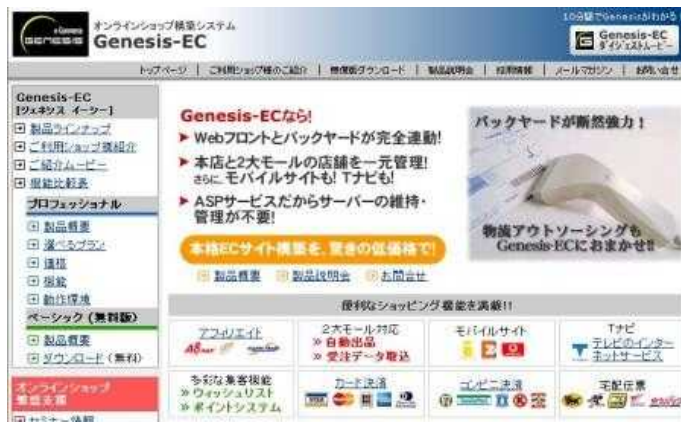 オンラインショップ構築システム
Genesis-EC
e-Commerce
GENESIS
10分間でGenesisがわかる!
Genesis-EC
ダイジェストムービー
トップページ | ご利用ショップ様のご紹介 | 無償版ダウンロード | 製品説明会 | 採用情報 | メールマガジン | お問い合せ
Genesis-EC
[ジェネシス イーシー]
製品ラインナップ
ご利用ショップ様紹介
ご紹介ムービー
機能比較表
プロフェッショナル
製品概要
選べるプラン
価格
機能
動作環境
ベーシック (無料版)
製品概要
ダウンロード (無料)
オンラインショップ
繁盛支援
セミナー情報
Genesis-ECなら!
Webフロントとバックヤードが完全連動!
本店と2大モールの店舗を一元管理!
さらに モバイルサイトも! Tナビも!
ASPサービスだからサーバーの維持・
管理が不要!
本格ECサイト構築を、驚きの低価格で!
製品概要 製品説明会 お問合せ
バックヤードが断然強力!
物流アウトソーシングも
Genesis-ECにおまかせ!!
便利なショッピング機能を満載!!
アフィリエイト
A8
2大モール対応
» 自動出品
» 受注データ取込
モバイルサイト
Tナビ
テレビのインター
ネットサービス
多彩な集客機能
» ウィッシュリスト
» ポイントシステム
カード決済
VISA
コンビニ決済
宅配伝票